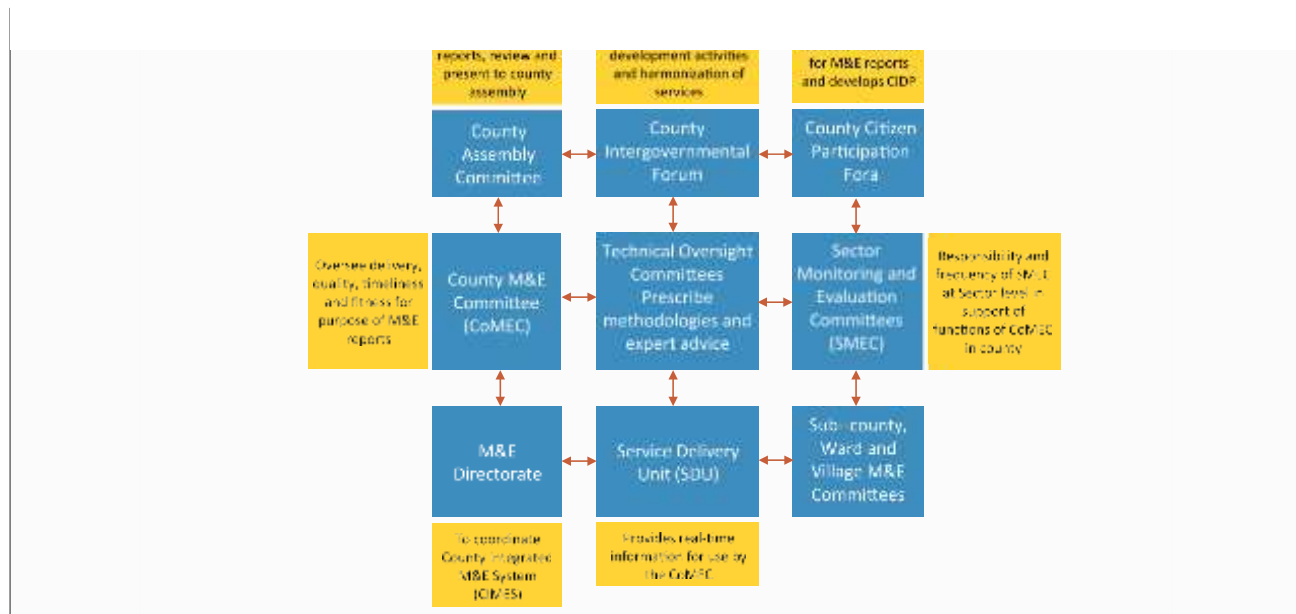 reports, review and
present to county
assembly
development activities
and harmonization of
services
for M&E reports
and develops CIDP
County
Assembly
Committee
County
Intergovernmental
Forum
County Citizen
Participation
Fora
Oversee delivery,
quality, timeliness
and fitness for
purpose of M&E
reports
County M&E
Committee
(CoMEC)
Technical Oversight
Committees
Prescribe
methodologies and
expert advice
Sector
Monitoring and
Evaluation
Committees
(SMEC)
Responsibility and
frequency of SMEC
at Sector level in
support of
functions of CoMEC
in county
M&E
Directorate
Service Delivery
Unit (SDU)
Sub-county,
Ward and
Village M&E
Committees
To coordinate
County Integrated
M&E System
(CIMES)
Provides real-time
information for use by
the CoMEC